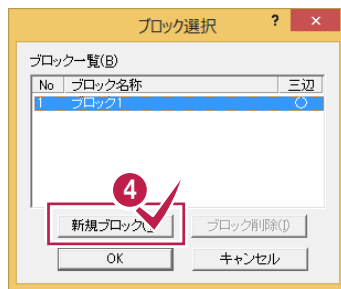 ブロック選択 ? ×
ブロック一覧(B)
No ブロック名称 三辺
1 ブロック1 ○
4
新規ブロック( ブロック削除(I)
OK キャンセル